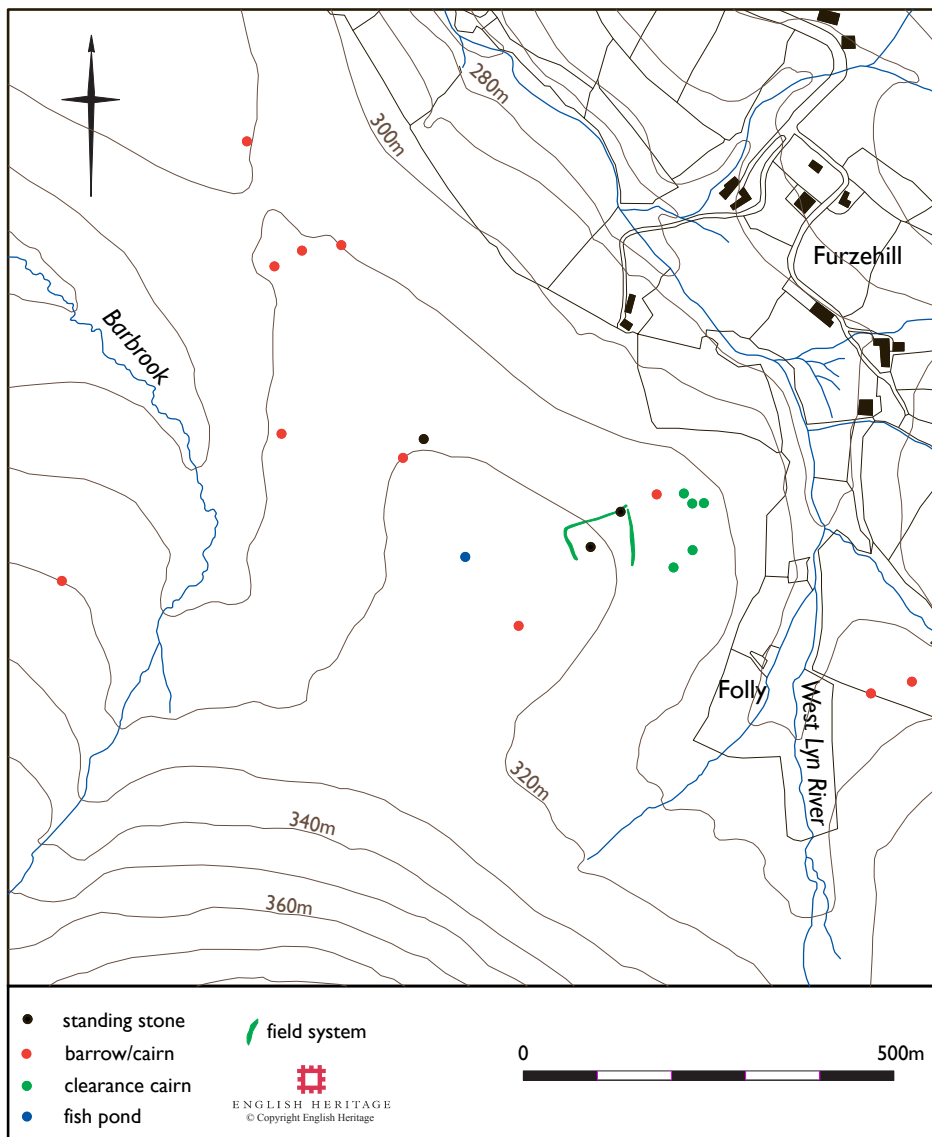 280m
300m
Furzehill
Barbrook
Folly
West Lyn River
320m
340m
360m
standing stone
barrow/cairn
clearance cairn
fish pond
field system
ENGLISH HERITAGE
© Copyright English Heritage
0
500m